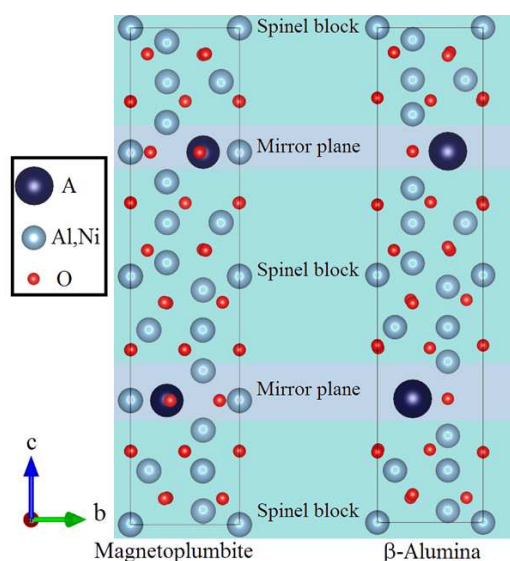 Spinel block
Mirror plane
A
Al,Ni
O
Spinel block
Mirror plane
c
b
Spinel block
Magnetoplumbite
β-Alumina